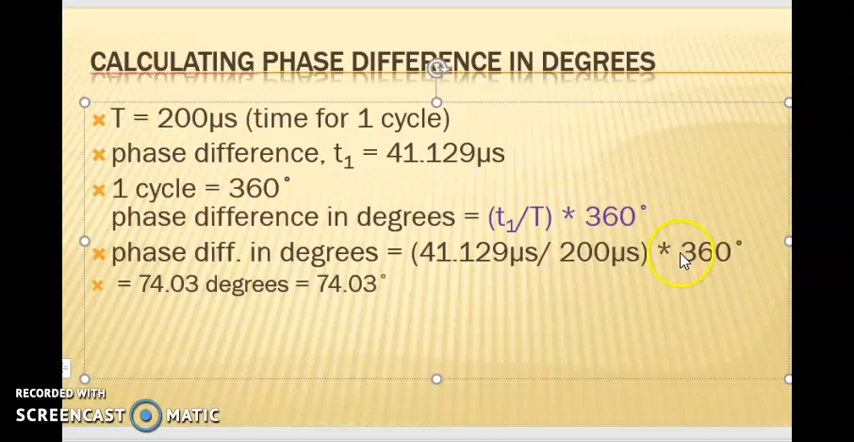 CALCULATING PHASE DIFFERENCE IN DEGREES
T = 200µs (time for 1 cycle)
phase difference, t₁ = 41.129µs
1 cycle = 360˚
phase difference in degrees = (t₁/T) * 360˚
phase diff. in degrees = (41.129µs/ 200µs) * 360˚
= 74.03 degrees = 74.03˚
RECORDED WITH
SCREENCAST MATIC